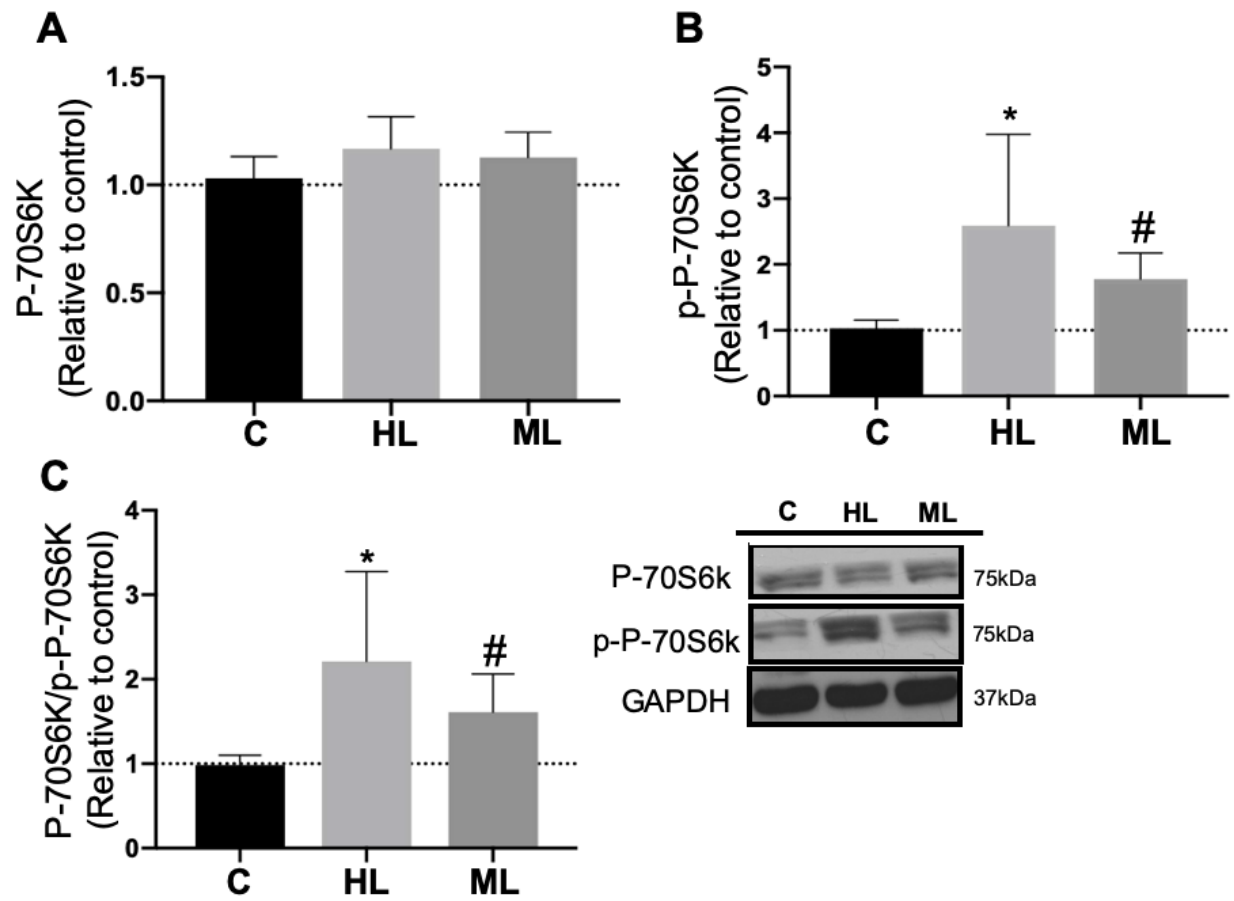 A
P-70S6K
(Relative to control)
1.5
1.0
0.5
0.0
C
HL
ML
B
p-P-70S6K
(Relative to control)
5
4
3
2
1
0
*
#
C
HL
ML
C
P-70S6K/p-P-70S6K
(Relative to control)
4
3
2
1
0
*
#
C
HL
ML
C HL ML
P-70S6k 75kDa
p-P-70S6k 75kDa
GAPDH 37kDa